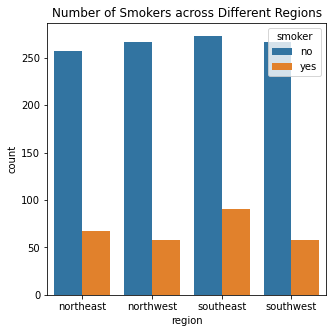 Number of Smokers across Different Regions
smoker
no
yes
250
200
150
100
50
0
count
northeast northwest southeast southwest
region